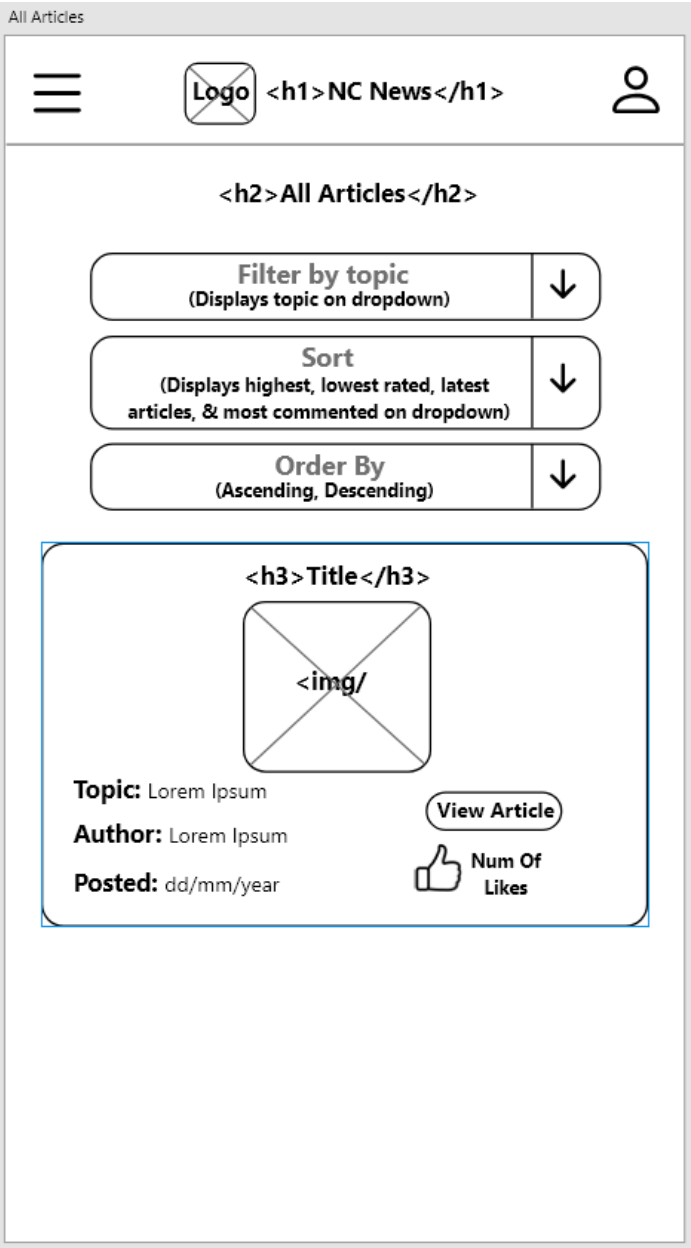 All Articles
Logo <h1>NC News</h1>
<h2>All Articles</h2>
Filter by topic
(Displays topic on dropdown)
Sort
(Displays highest, lowest rated, latest
articles, & most commented on dropdown)
Order By
(Ascending, Descending)
<h3>Title</h3>
<img/
Topic: Lorem Ipsum
Author: Lorem Ipsum
Posted: dd/mm/year
View Article
Num Of
Likes